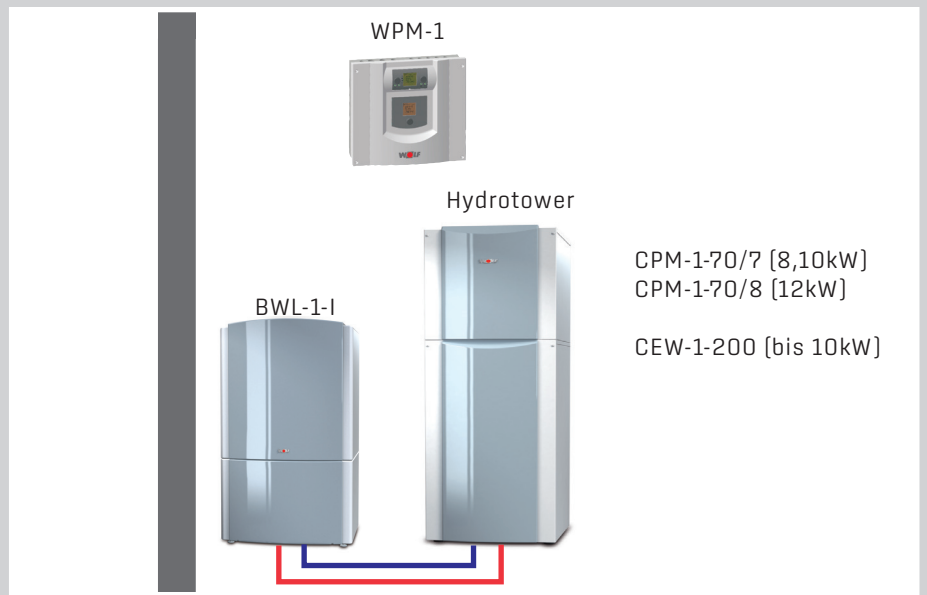 WPM-1
WOLF
Hydrotower
CPM-1-70/7 (8,10kW)
CPM-1-70/8 (12kW)
BWL-1-I
CEW-1-200 (bis 10kW)